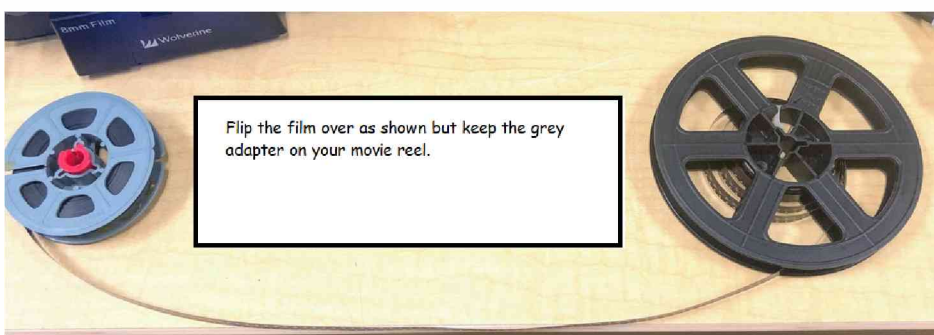 8mm Film
Wolverine
Flip the film over as shown but keep the grey
adapter on your movie reel.